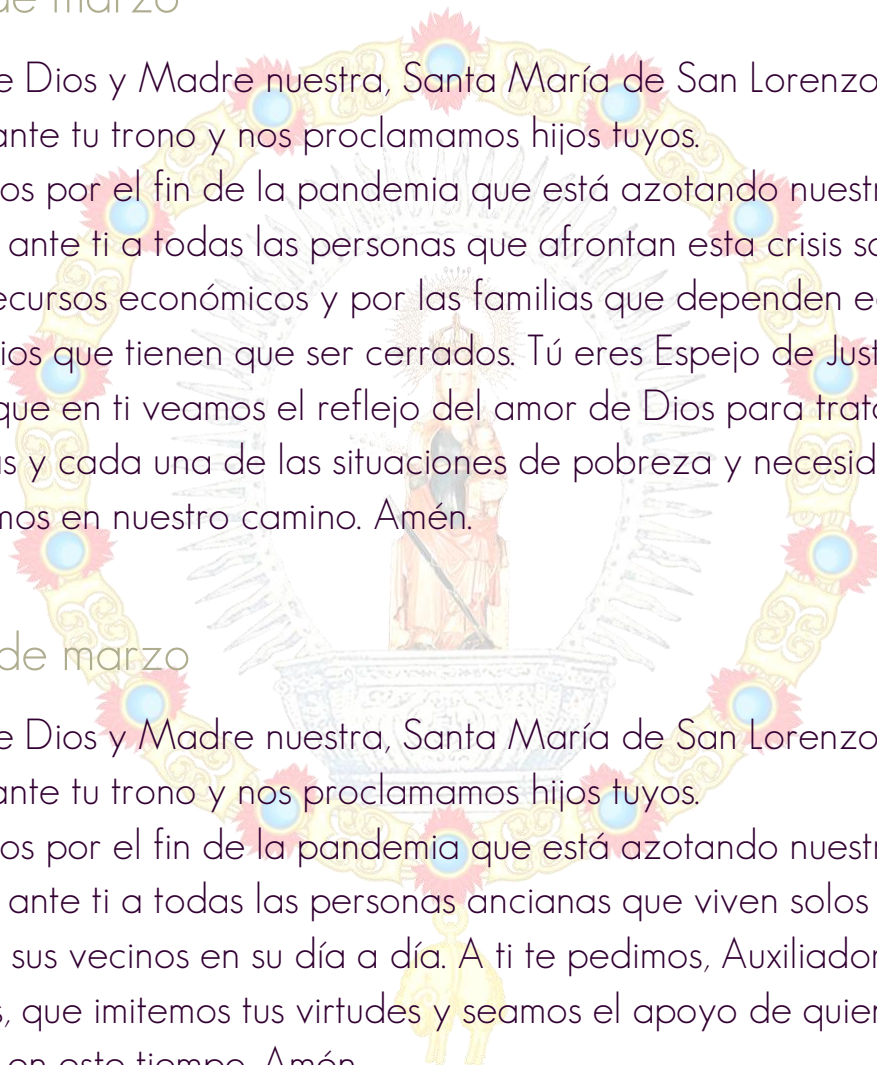 de marzo
e Dios y Madre nuestra, Santa María de San Lorenzo
ante tu trono y nos proclamamos hijos tuyos.
os por el fin de la pandemia que está azotando nuestr
ante ti a todas las personas que afrontan esta crisis
ecursos económicos y por las familias que dependen
ios que tienen que ser cerrados. Tú eres Espejo de Just
que en ti veamos el reflejo del amor de Dios para trat
s y cada una de las situaciones de pobreza y necesid
mos en nuestro camino. Amén.
de marzo
e Dios y Madre nuestra, Santa María de San Lorenzo
ante tu trono y nos proclamamos hijos tuyos.
os por el fin de la pandemia que está azotando nuestr
ante ti a todas las personas ancianas que viven solos
sus vecinos en su día a día. A ti te pedimos, Auxiliador
s, que imitemos tus virtudes y seamos el apoyo de quien
en este tiempo. Amén.